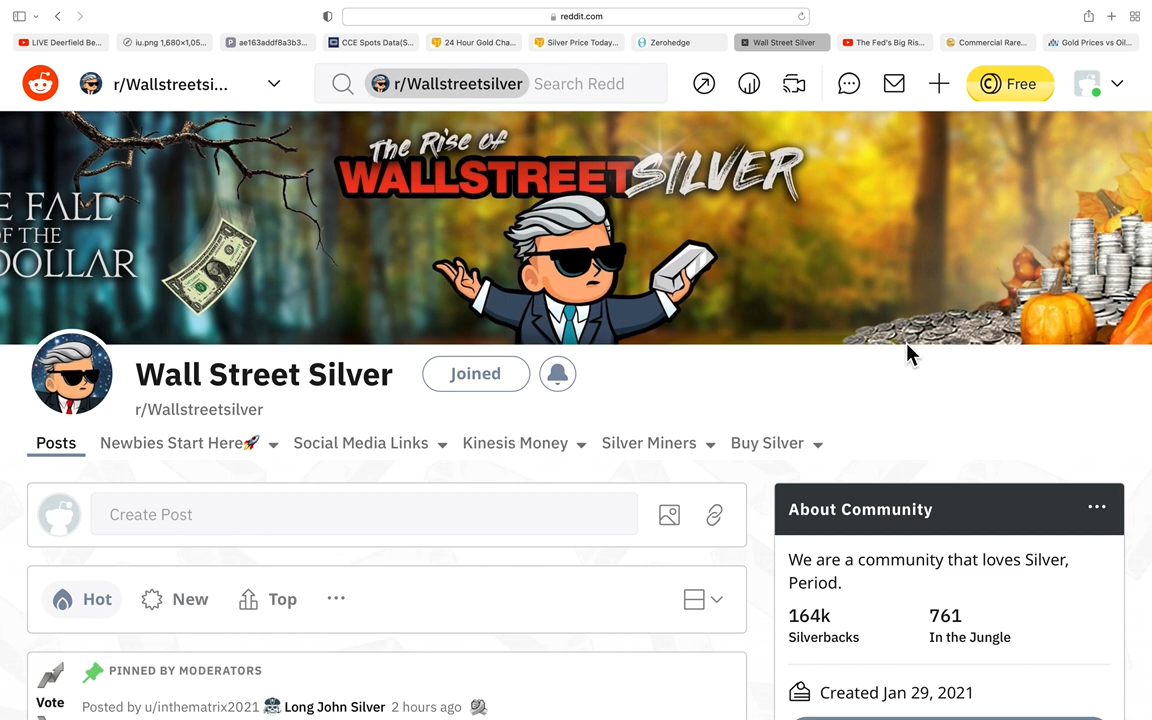 reddit.com
LIVE Deerfield Be...
iu.png 1,680×1,05...
ae163addf8a3b3...
CCE Spots Data(S...
24 Hour Gold Cha...
Silver Price Today...
Zerohedge
Wall Street Silver
The Fed's Big Ris...
Commercial Rare...
Gold Prices vs Oil...
r/Wallstreetsi...
r/Wallstreetsilver
Search Redd
Free
E FALL
OF THE
DOLLAR
The Rise of
WALLSTREETSILVER
Wall Street Silver
Joined
r/Wallstreetsilver
Posts
Newbies Start Here🚀
Social Media Links
Kinesis Money
Silver Miners
Buy Silver
Create Post
Hot
New
Top
Vote
PINNED BY MODERATORS
Posted by u/inthematrix2021 Long John Silver 2 hours ago
About Community
We are a community that loves Silver,
Period.
164k
Silverbacks
761
In the Jungle
Created Jan 29, 2021